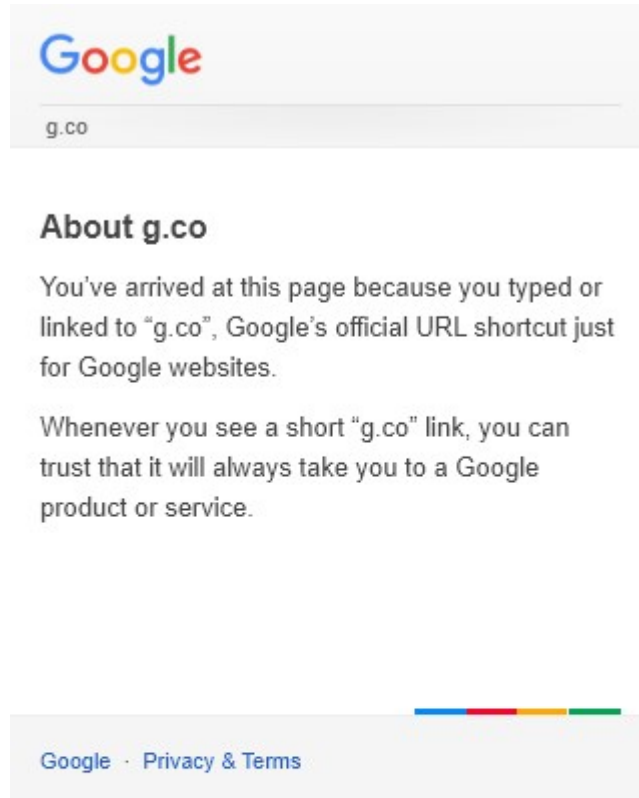 Google
g.co
About g.co
You’ve arrived at this page because you typed or
linked to “g.co”, Google’s official URL shortcut just
for Google websites.
Whenever you see a short “g.co” link, you can
trust that it will always take you to a Google
product or service.
Google · Privacy & Terms